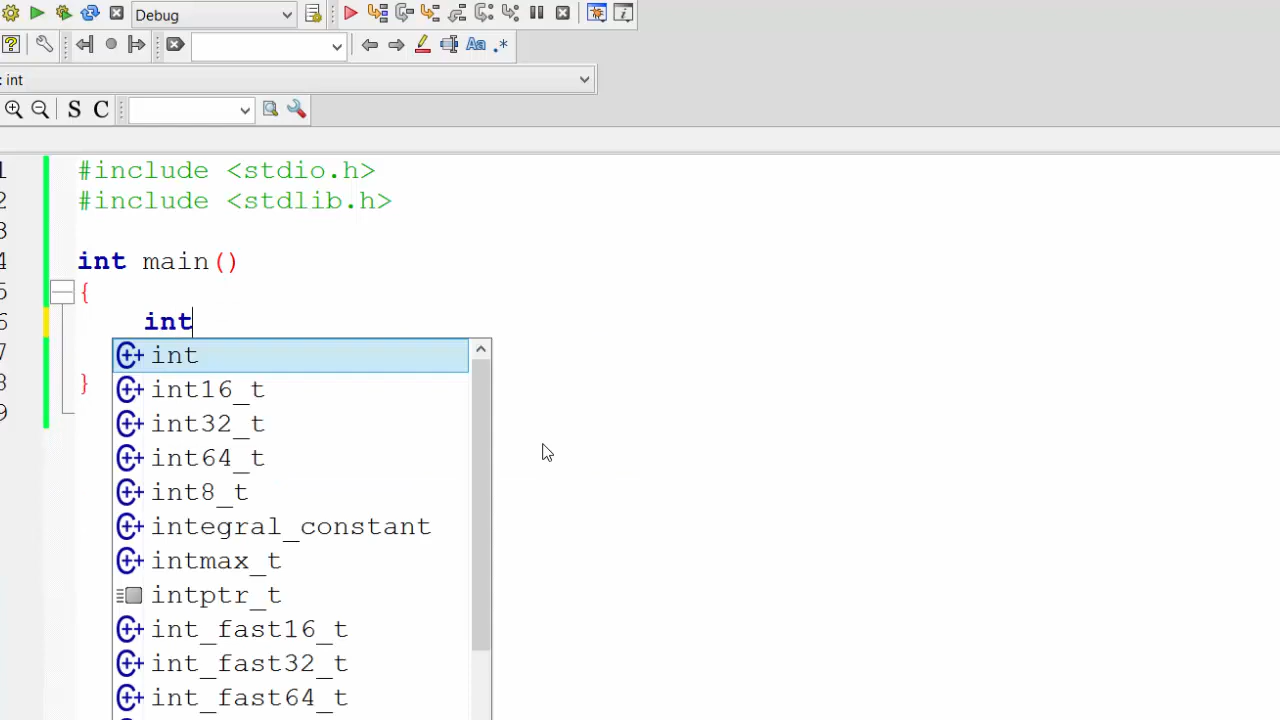 Debug
Aa .*
: int
S C
1 #include <stdio.h>
2 #include <stdlib.h>
3
4 int main()
5 {
6 int
7
8 }
9
int
int16_t
int32_t
int64_t
int8_t
integral_constant
intmax_t
intptr_t
int_fast16_t
int_fast32_t
int_fast64_t